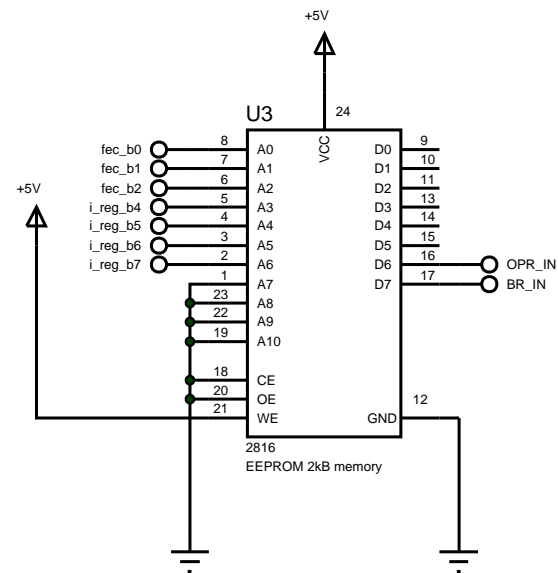 +5V
U3
24
VCC
fec_b0 8 A0 D0 9
fec_b1 7 A1 D1 10
fec_b2 6 A2 D2 11
+5V
i_reg_b4 5 A3 D3 13
i_reg_b5 4 A4 D4 14
i_reg_b6 3 A5 D5 15
i_reg_b7 2 A6 D6 16 OPR_IN
1 A7 D7 17 BR_IN
23 A8
22 A9
19 A10
18 CE
20 OE
21 WE GND 12
2816
EEPROM 2kB memory